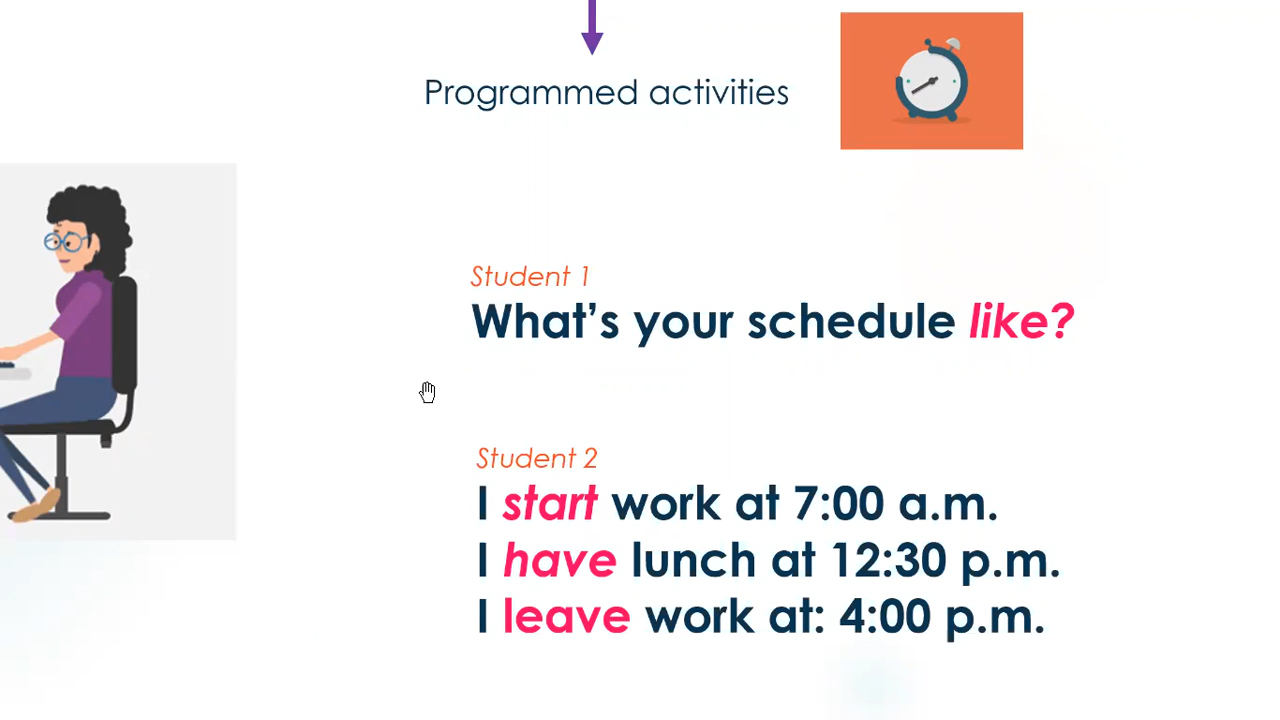 Programmed activities
Student 1
What's your schedule like?
Student 2
I start work at 7:00 a.m.
I have lunch at 12:30 p.m.
I leave work at: 4:00 p.m.